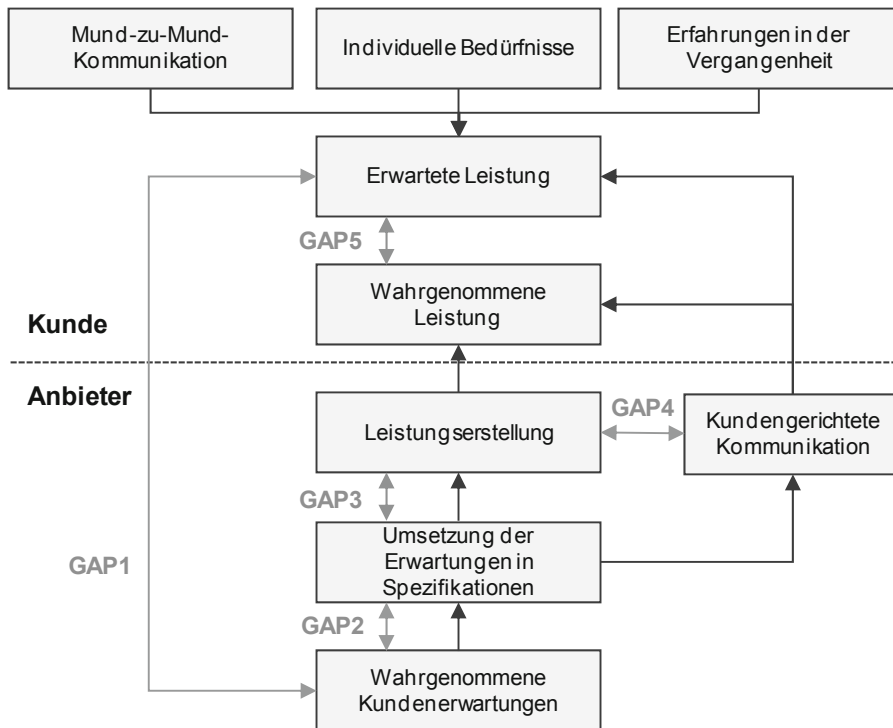 Mund-zu-Mund-
Kommunikation
Individuelle Bedürfnisse
Erfahrungen in der
Vergangenheit
Erwartete Leistung
GAP5
Wahrgenommene
Leistung
Kunde
Anbieter
Leistungserstellung
GAP4
Kundengerichtete
Kommunikation
GAP3
Umsetzung der
Erwartungen in
Spezifikationen
GAP1
GAP2
Wahrgenommene
Kundenerwartungen